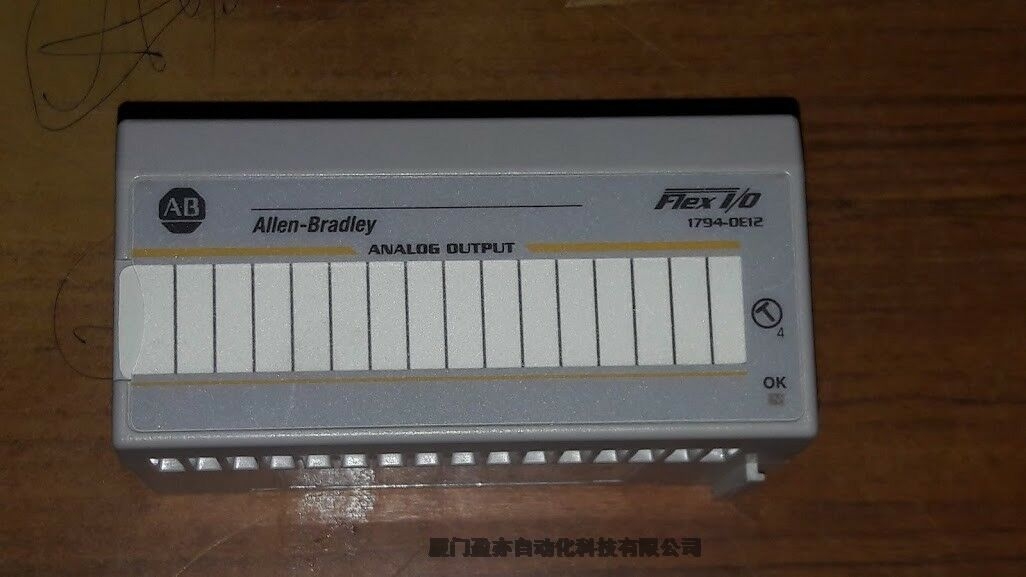 AB
Allen-Bradley
Flex I/O
1794-OE12
ANALOG OUTPUT
4
OK
厦门盈亦自动化科技有限公司